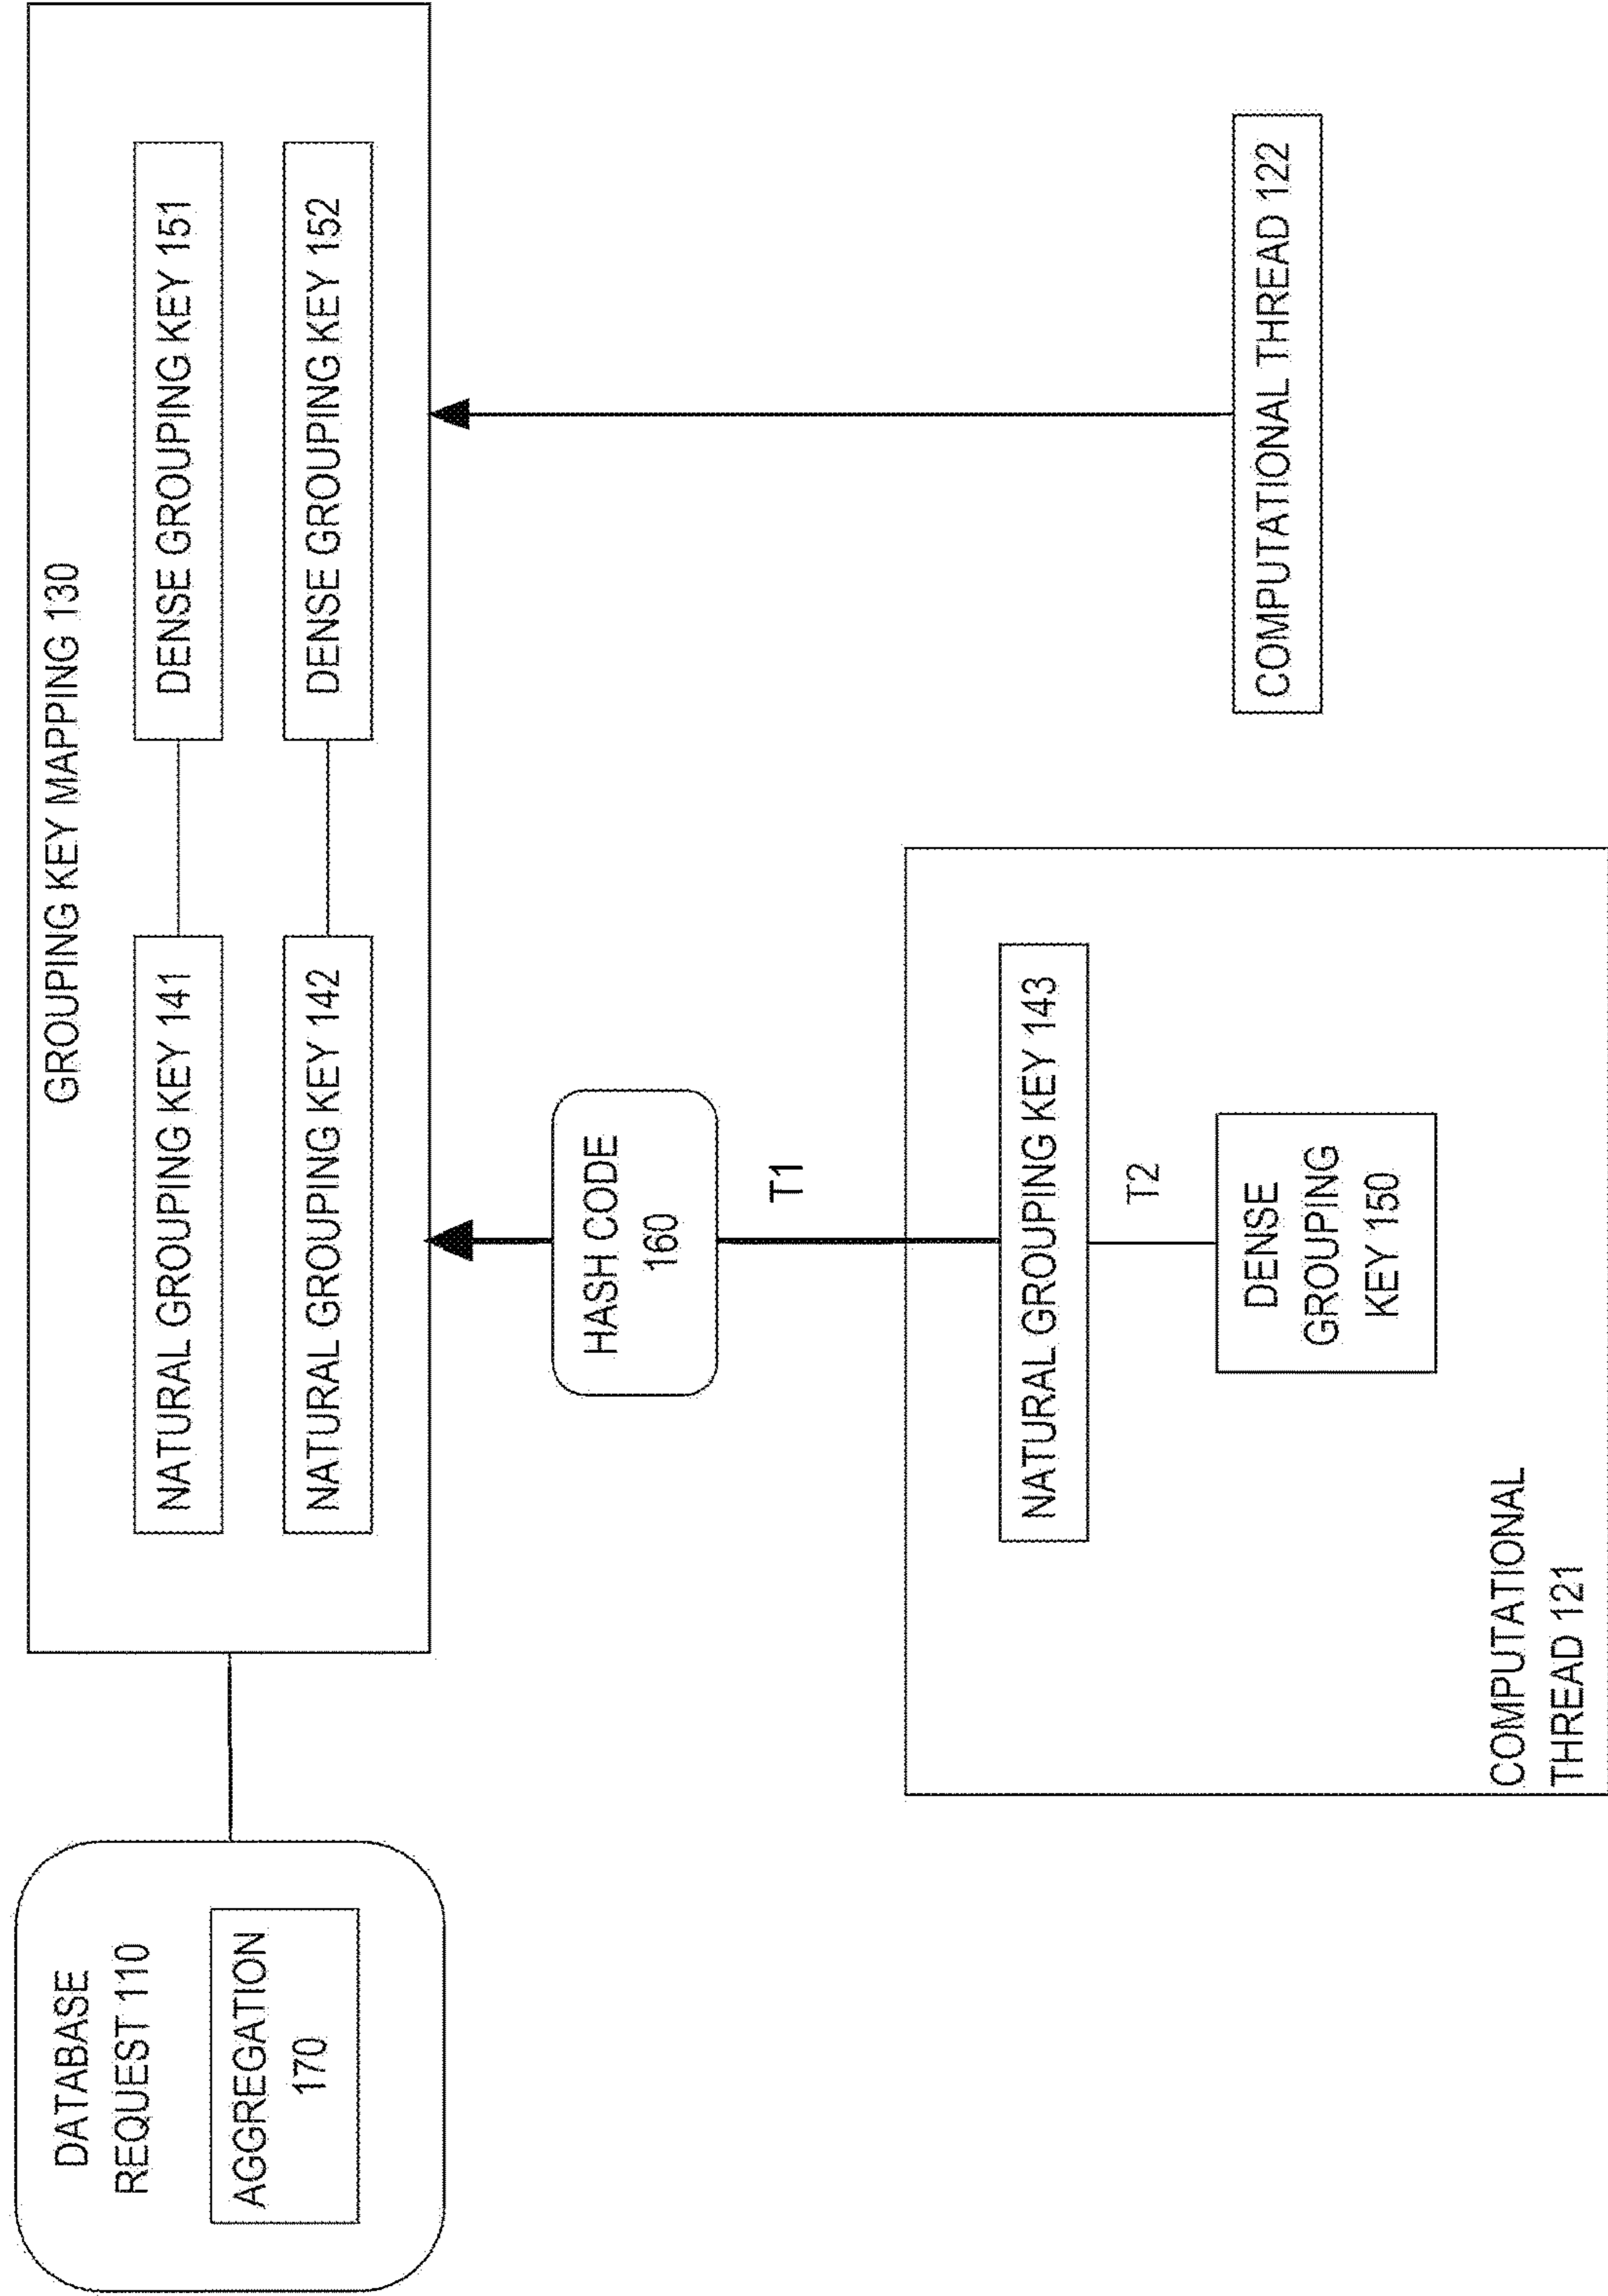 DATABASE
REQUEST 110
AGGREGATION
170
GROUPING KEY MAPPING 130
NATURAL GROUPING KEY 141
DENSE GROUPING KEY 151
NATURAL GROUPING KEY 142
DENSE GROUPING KEY 152
HASH CODE
160
T1
NATURAL GROUPING KEY 143
T2
DENSE
GROUPING
KEY 150
COMPUTATIONAL
THREAD 121
COMPUTATIONAL THREAD 122